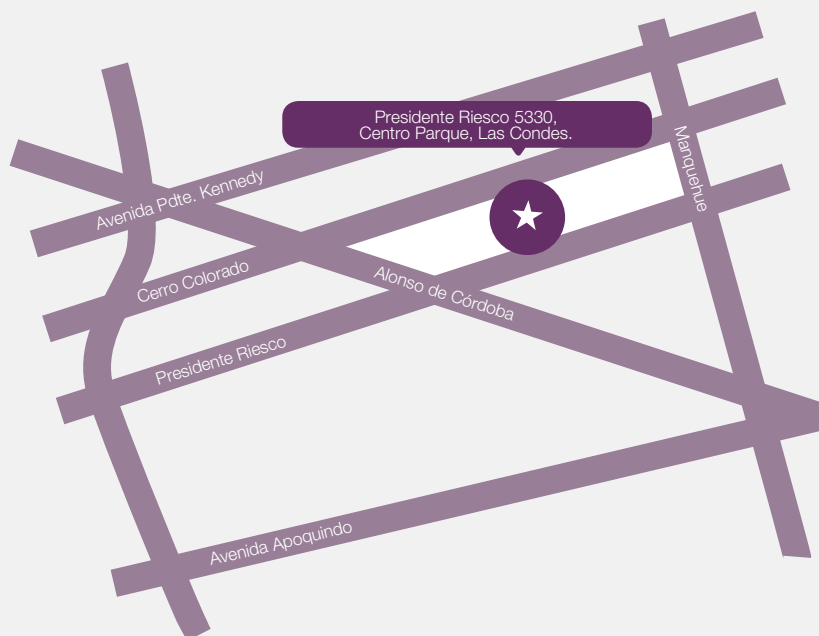 Presidente Riesco 5330,
Centro Parque, Las Condes.
Manquehue
Avenida Pdte. Kennedy
Cerro Colorado
Alonso de Córdoba
Presidente Riesco
Avenida Apoquindo